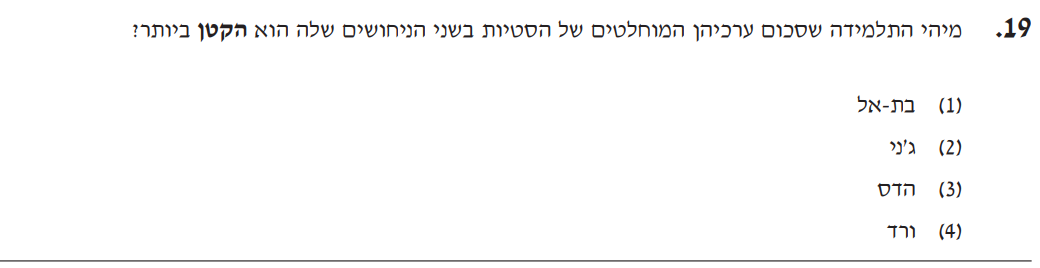 19. מיהי התלמידה שסכום ערכיהן המוחלטים של הסטיות בשני הניחושים שלה הוא הקטן ביותר?
(1) בת-אל
(2) ג'ני
(3) הדס
(4) ורד